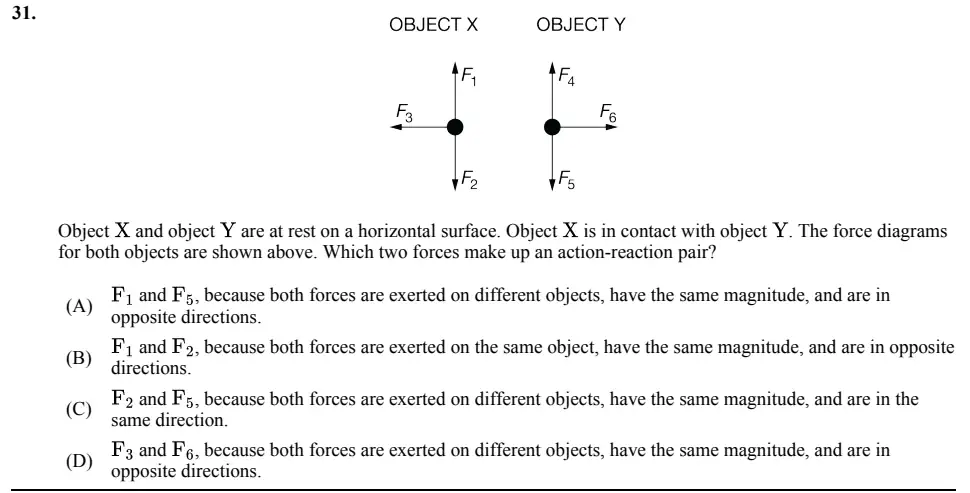 31.
OBJECT X OBJECT Y
F₁ F₄
F₃ F₆
F₂ F₅
Object X and object Y are at rest on a horizontal surface. Object X is in contact with object Y. The force diagrams
for both objects are shown above. Which two forces make up an action-reaction pair?
(A) F₁ and F₅, because both forces are exerted on different objects, have the same magnitude, and are in
opposite directions.
(B) F₁ and F₂, because both forces are exerted on the same object, have the same magnitude, and are in opposite
directions.
(C) F₂ and F₅, because both forces are exerted on different objects, have the same magnitude, and are in the
same direction.
(D) F₃ and F₆, because both forces are exerted on different objects, have the same magnitude, and are in
opposite directions.